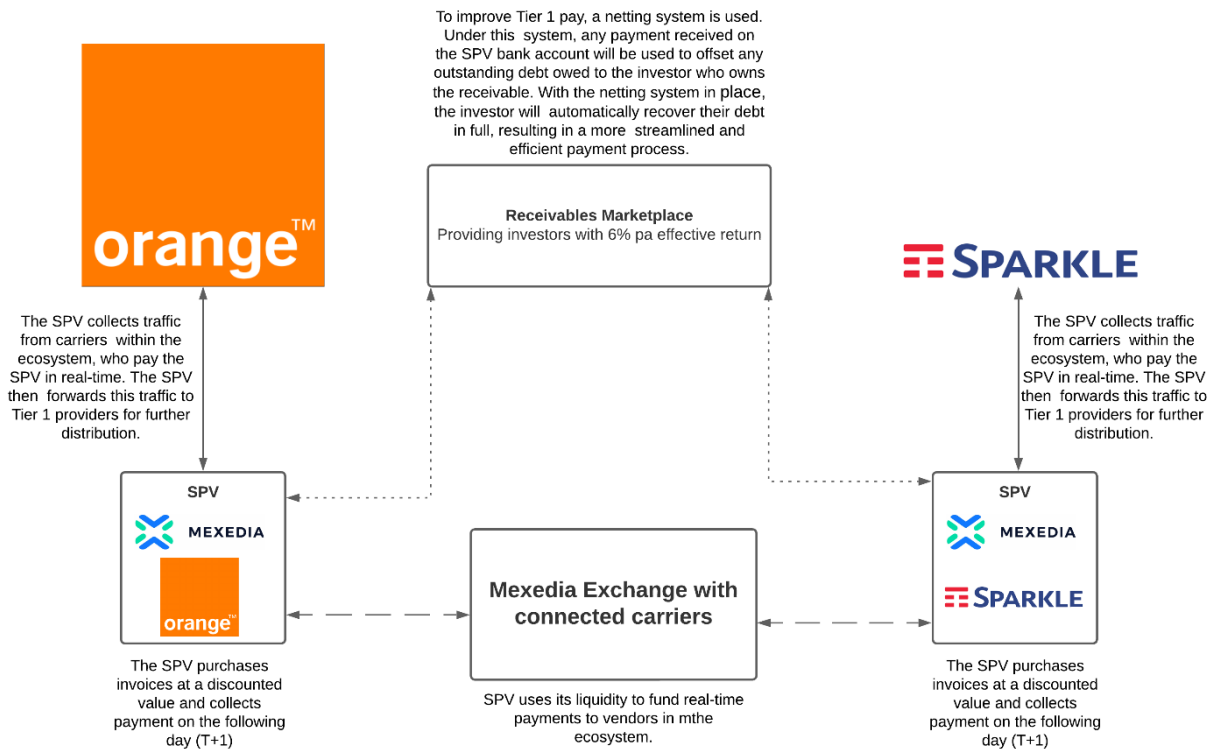 To improve Tier 1 pay, a netting system is used.
Under this system, any payment received on
the SPV bank account will be used to offset any
outstanding debt owed to the investor who owns
the receivable. With the netting system in place,
the investor will automatically recover their debt
in full, resulting in a more streamlined and
efficient payment process.
orange™
Receivables Marketplace
Providing investors with 6% pa effective return
SPARKLE
The SPV collects traffic
from carriers within the
ecosystem, who pay the
SPV in real-time. The SPV
then forwards this traffic to
Tier 1 providers for further
distribution.
The SPV collects traffic
from carriers within the
ecosystem, who pay the
SPV in real-time. The SPV
then forwards this traffic to
Tier 1 providers for further
distribution.
SPV
MEXEDIA
orange™
Mexedia Exchange with
connected carriers
SPV
MEXEDIA
SPARKLE
The SPV purchases
invoices at a discounted
value and collects
payment on the following
day (T+1)
SPV uses its liquidity to fund real-time
payments to vendors in mthe
ecosystem.
The SPV purchases
invoices at a discounted
value and collects
payment on the following
day (T+1)